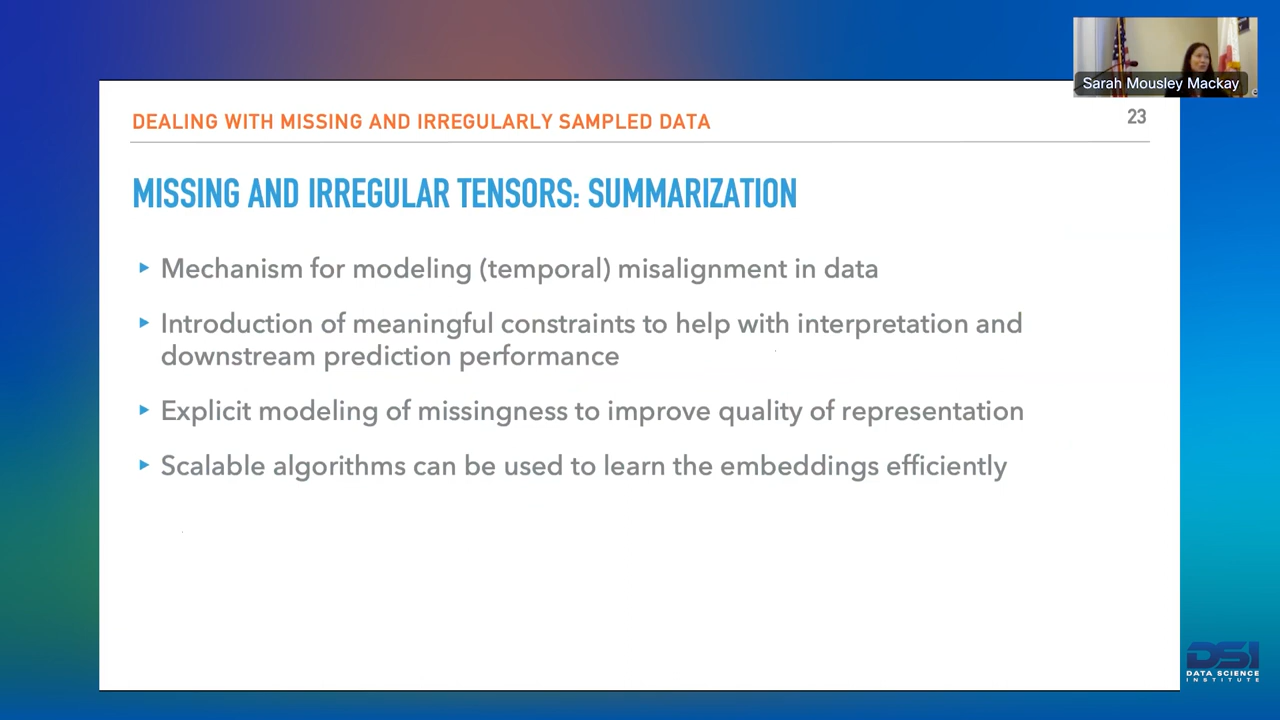 Sarah Mousley Mackay
DEALING WITH MISSING AND IRREGULARLY SAMPLED DATA
23
MISSING AND IRREGULAR TENSORS: SUMMARIZATION
Mechanism for modeling (temporal) misalignment in data
Introduction of meaningful constraints to help with interpretation and
downstream prediction performance
Explicit modeling of missingness to improve quality of representation
Scalable algorithms can be used to learn the embeddings efficiently
DSI
DATA SCIENCE
INSTITUTE